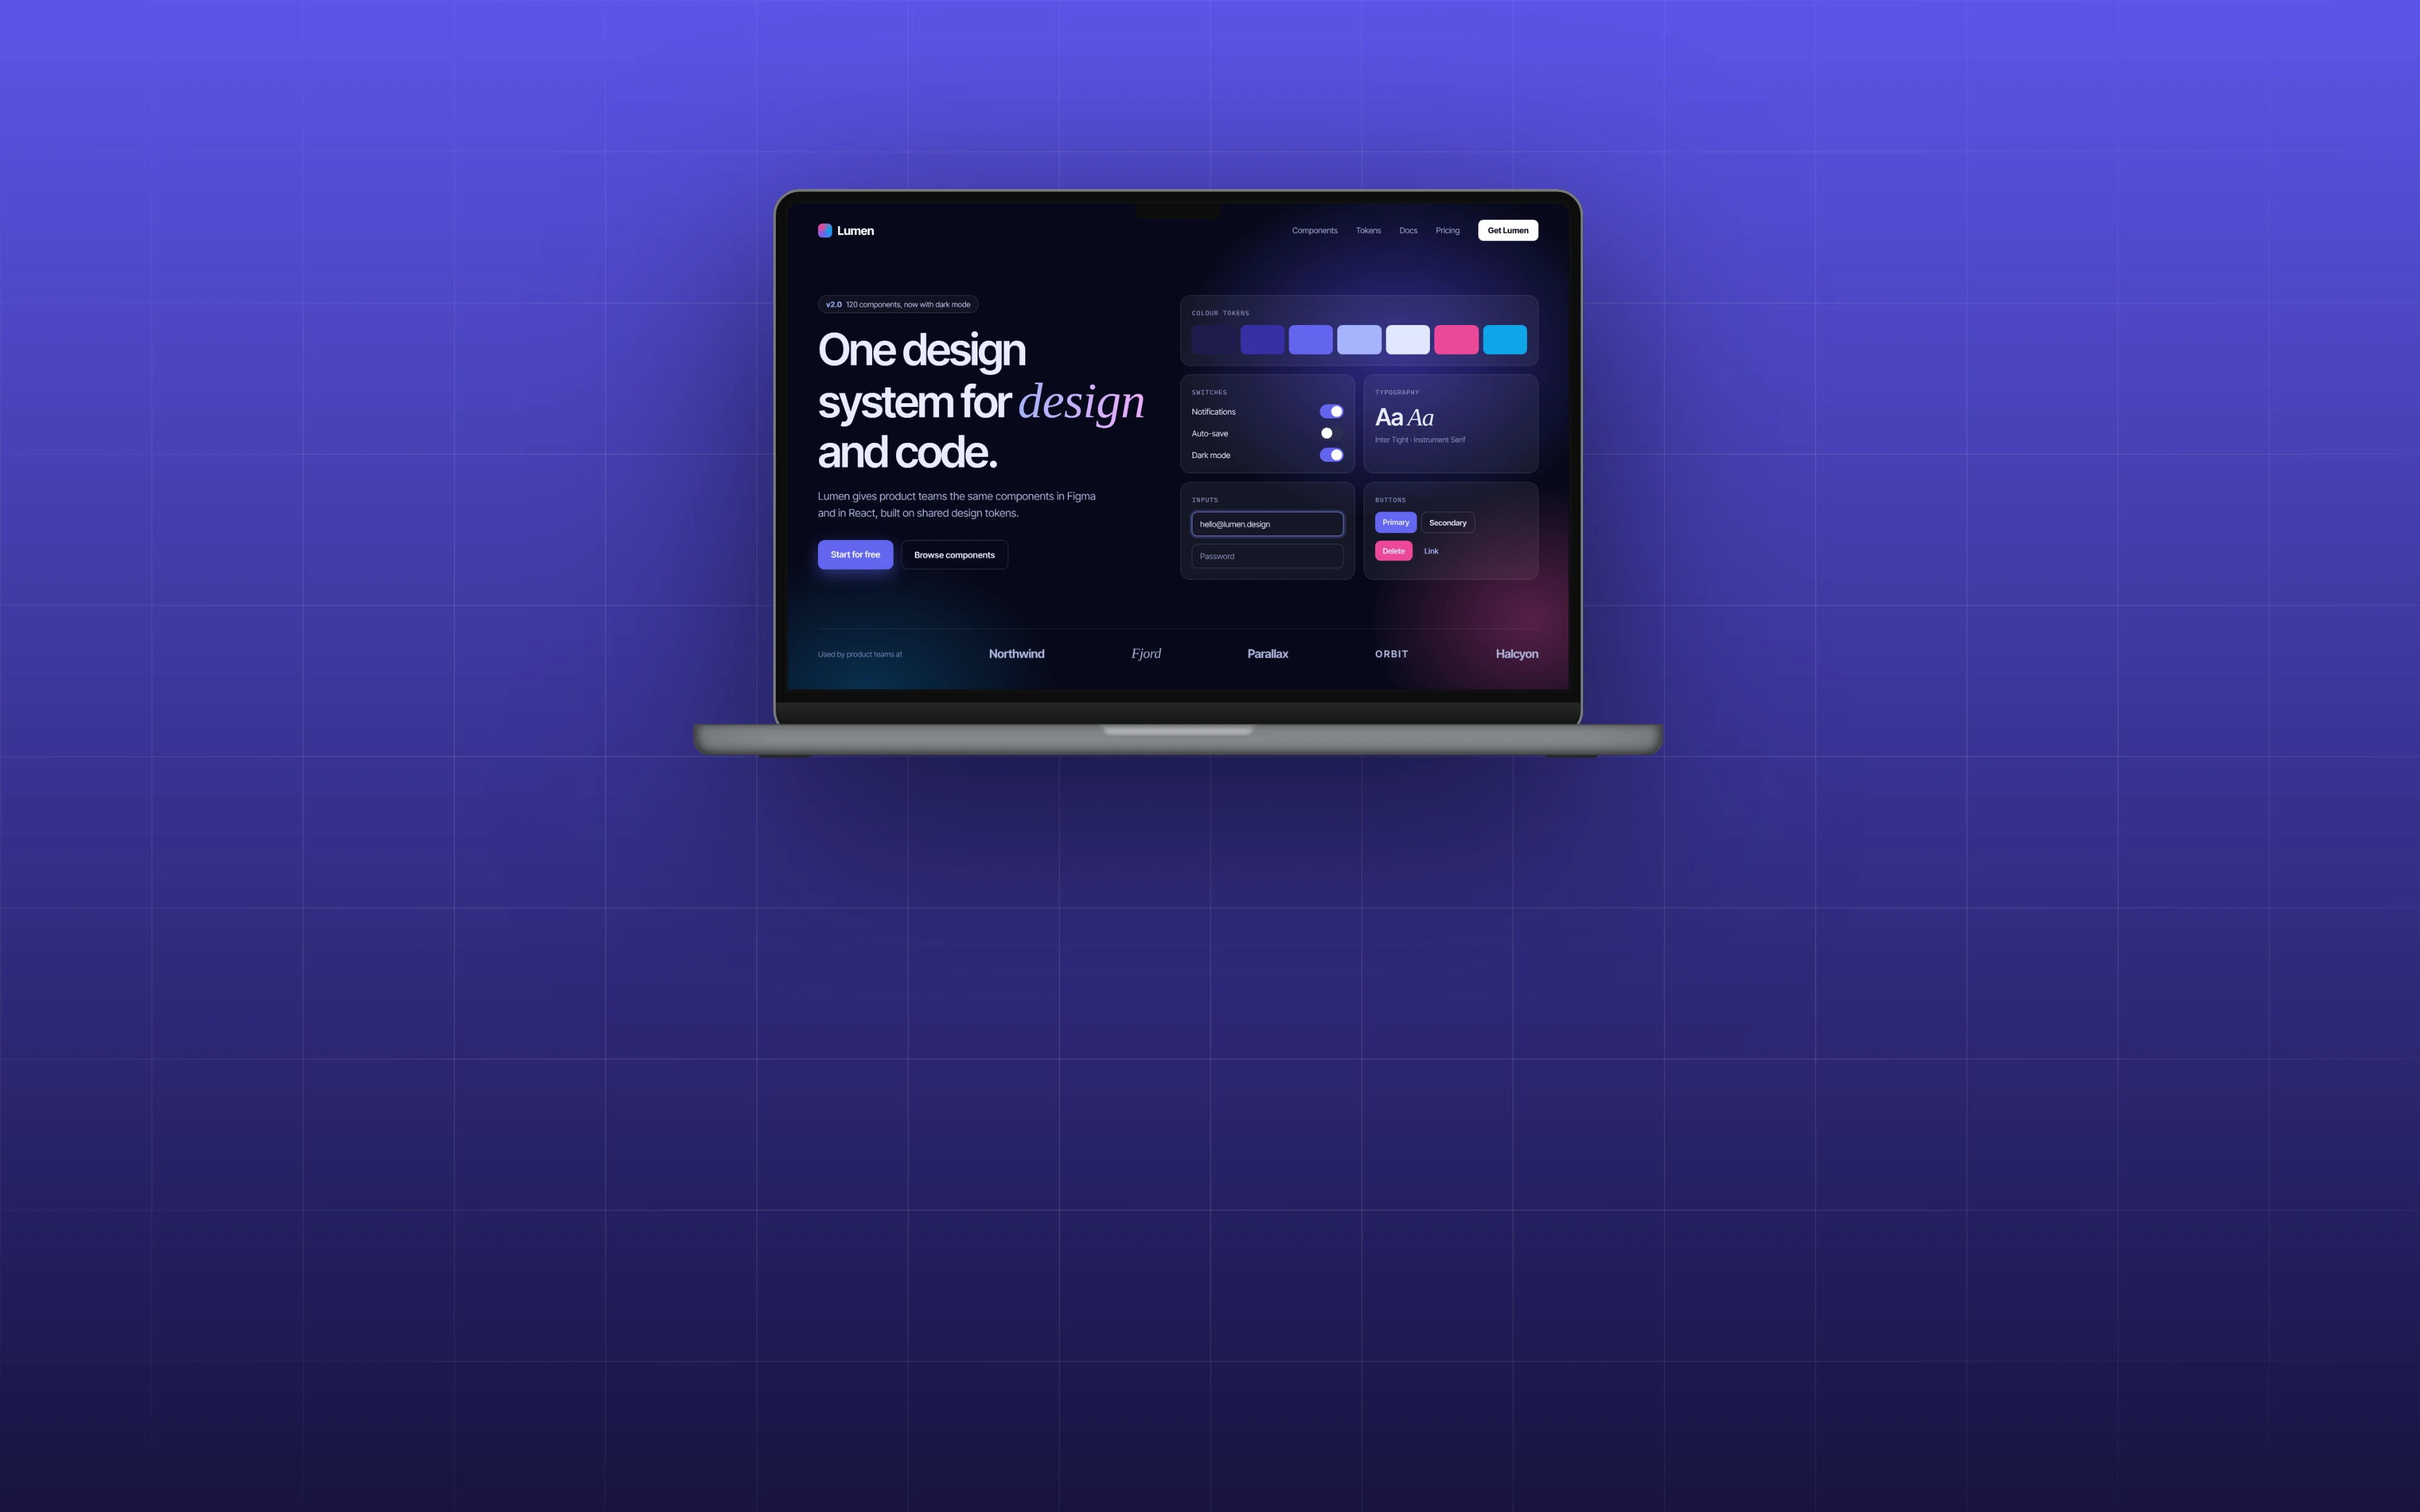 Lumen
Components Tokens Docs Pricing Get Lumen
v2.0 120 components, now with dark mode
One design
system for design
and code.
Lumen gives product teams the same components in Figma
and in React, built on shared design tokens.
Start for free Browse components
COLOUR TOKENS
SWITCHES
Notifications
Auto-save
Dark mode
TYPOGRAPHY
Aa Aa
Inter Tight · Instrument Serif
INPUTS
hello@lumen.design
Password
BUTTONS
Primary Secondary
Delete Link
Used by product teams at Northwind Fjord Parallax ORBIT Halcyon